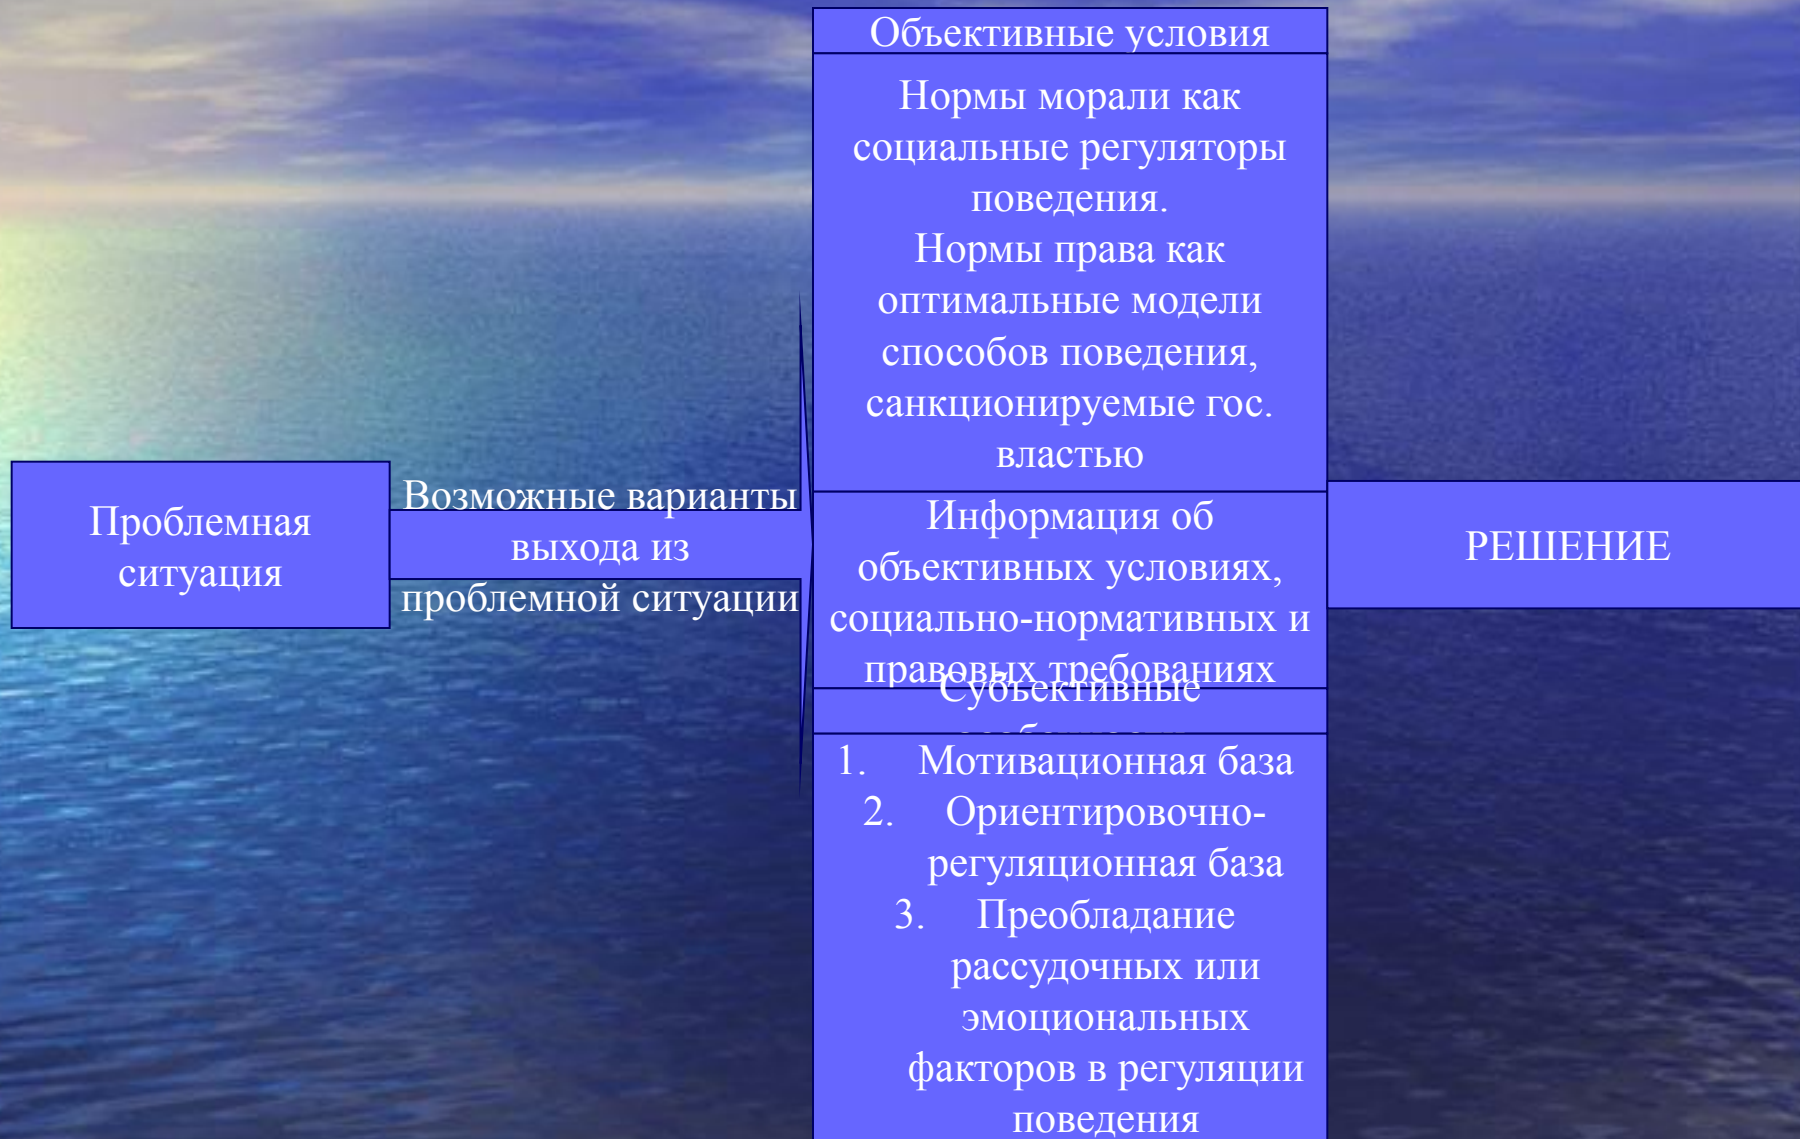 Проблемная
ситуация
Возможные варианты
выхода из
проблемной ситуации
Объективные условия
Нормы морали как
социальные регуляторы
поведения.
Нормы права как
оптимальные модели
способов поведения,
санкционируемые гос.
властью
Информация об
объективных условиях,
социально-нормативных и
правовых требованиях
Субъективные
1. Мотивационная база
2. Ориентировочно-
регуляционная база
3. Преобладание
рассудочных или
эмоциональных
факторов в регуляции
поведения
РЕШЕНИЕ